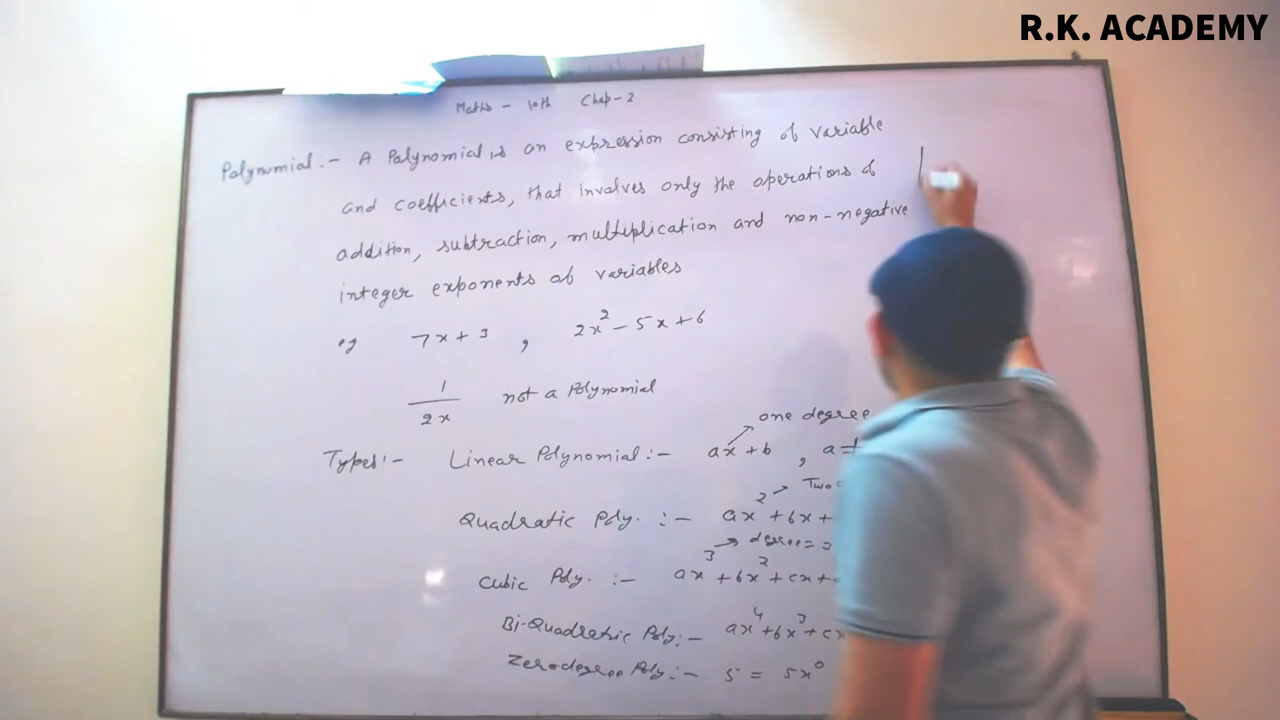 R.K. ACADEMY
Maths - 10th Chap-2
Polynomial :- A Polynomial is an expression consisting of variable
and coefficients, that involves only the operations of
addition, subtraction, multiplication and non-negative
integer exponents of variables
eg 7x+3 , 2x²-5x+6
1/2x not a Polynomial
one degree
Types :- Linear Polynomial :- ax+b , a≠
Two
Quadratic Poly. :- ax²+bx+
degree = 3
Cubic Poly. :- ax³+bx²+cx+
Bi-Quadratic Poly :- ax⁴+bx³+cx
Zero degree Poly :- 5 = 5x⁰